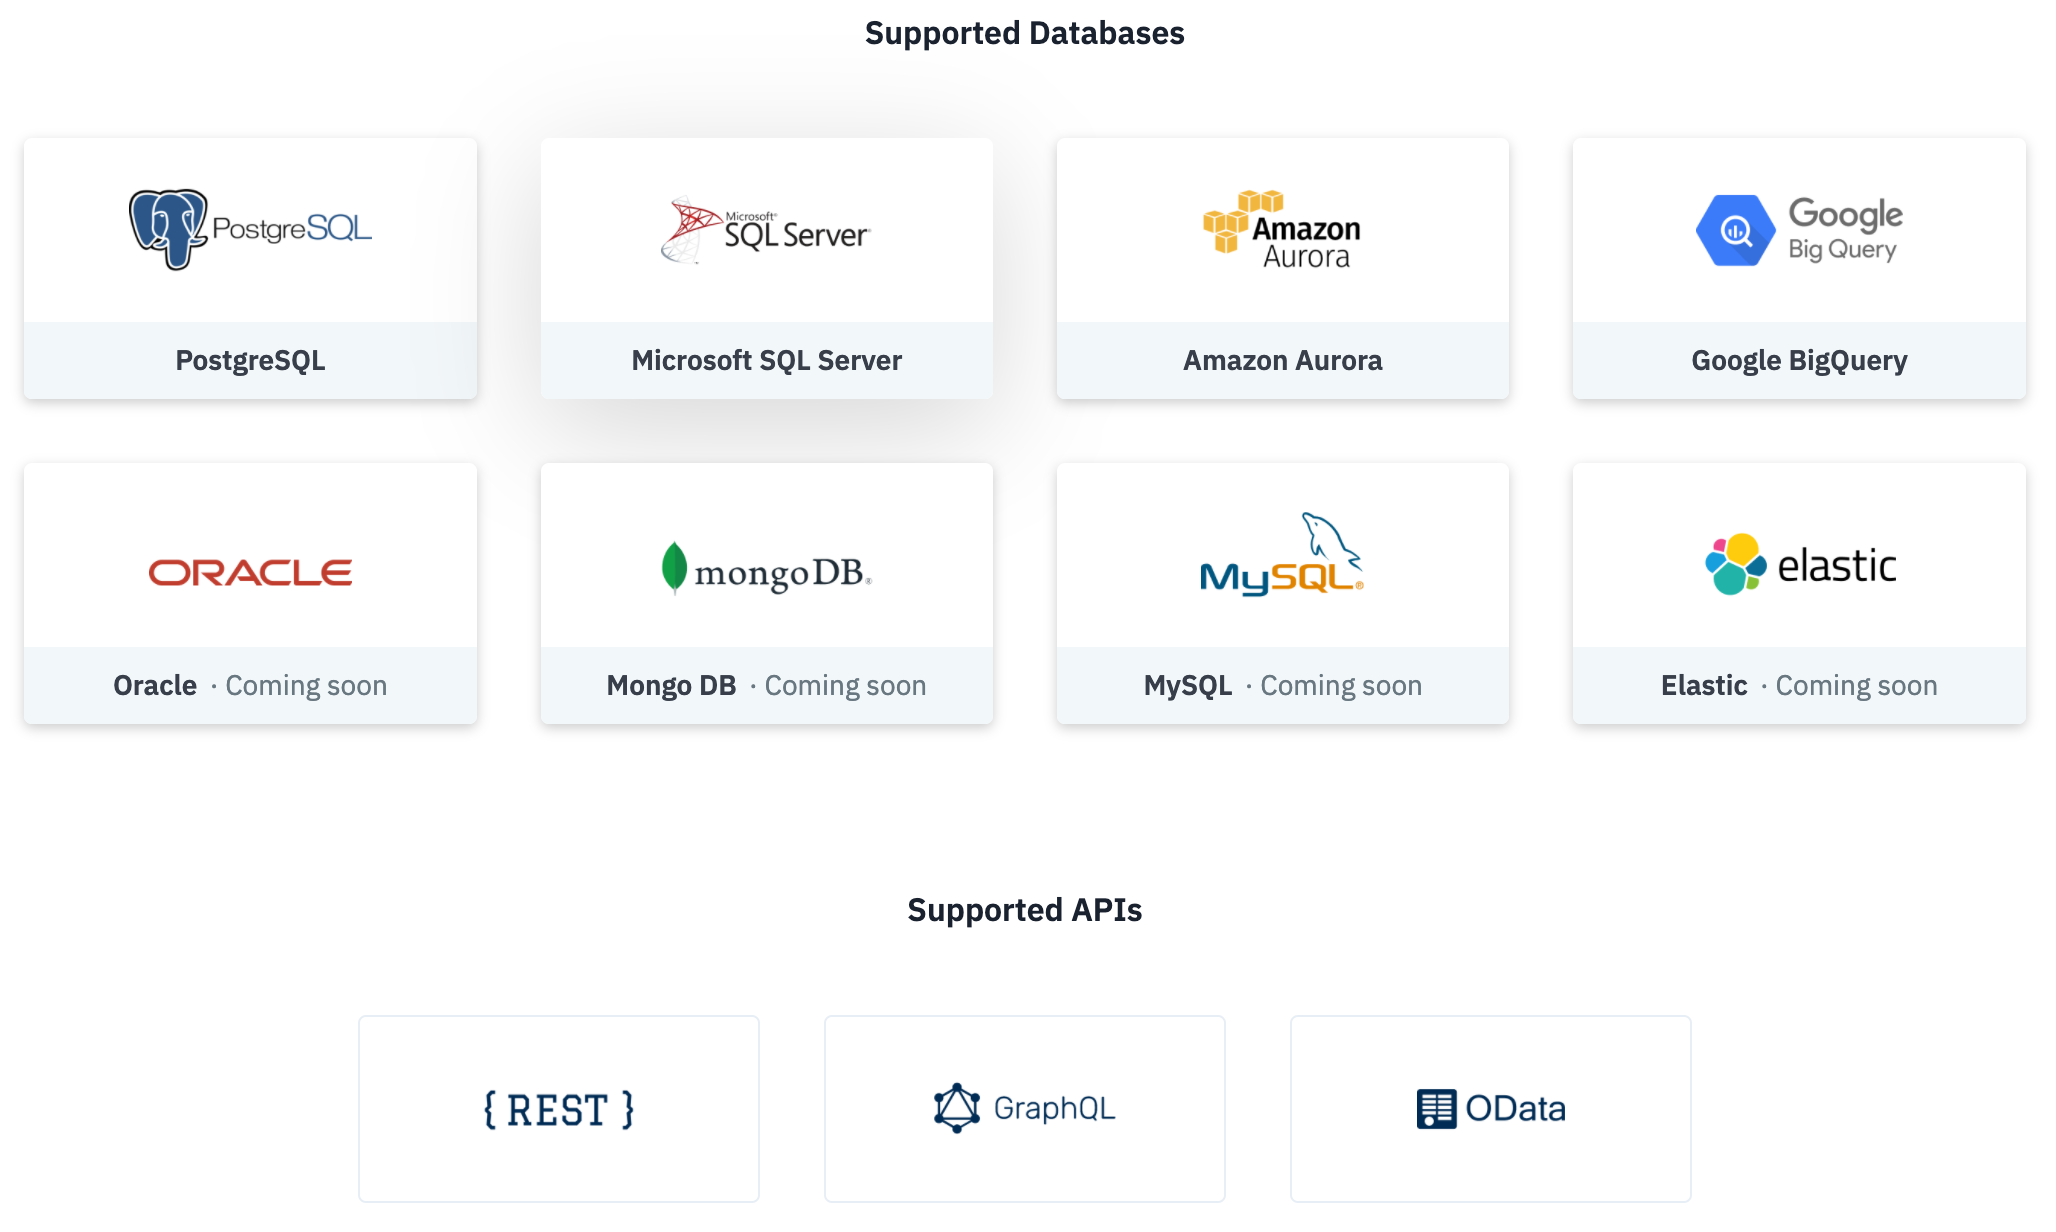 Supported Databases
PostgreSQL
Microsoft® SQL Server®
Amazon Aurora
Google Big Query
PostgreSQL
Microsoft SQL Server
Amazon Aurora
Google BigQuery
ORACLE
mongoDB®
MySQL®
elastic
Oracle · Coming soon
Mongo DB · Coming soon
MySQL · Coming soon
Elastic · Coming soon
Supported APIs
{ REST }
GraphQL
OData